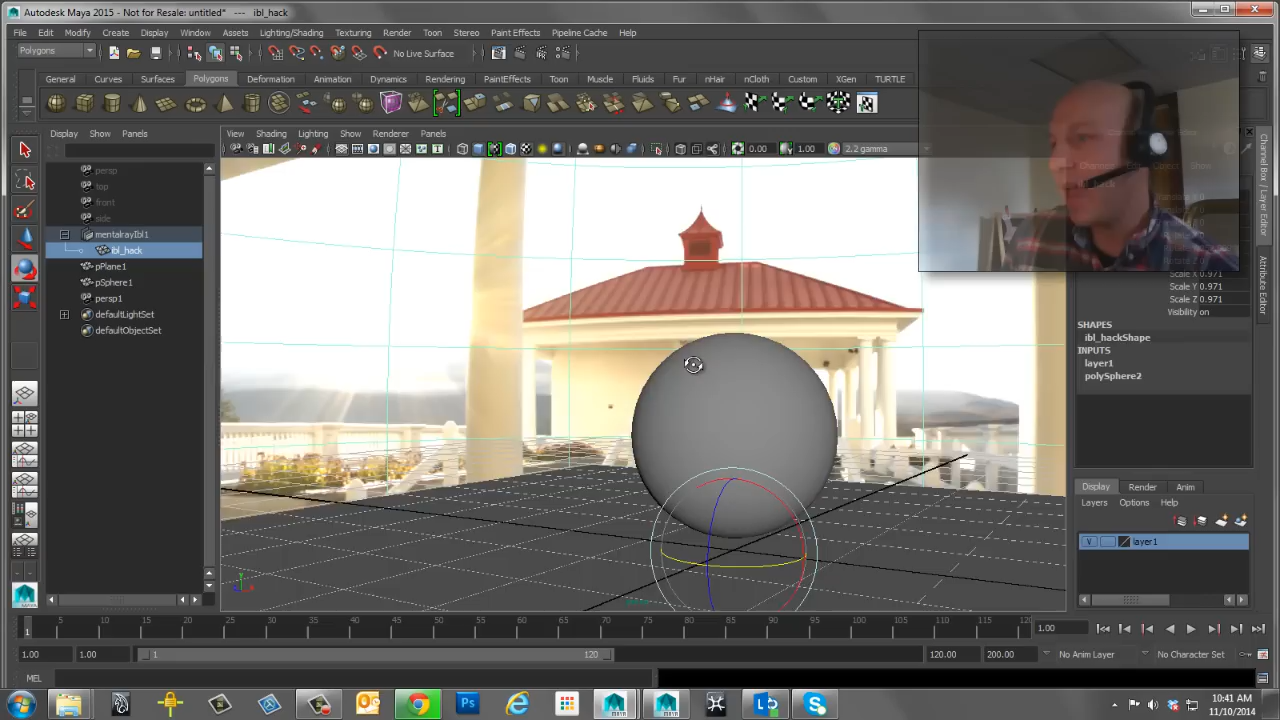 Autodesk Maya 2015 - Not for Resale: untitled* --- ibl_hack
File Edit Modify Create Display Window Assets Lighting/Shading Texturing Render Toon Stereo Paint Effects Pipeline Cache Help
Polygons
No Live Surface
General Curves Surfaces Polygons Deformation Animation Dynamics Rendering PaintEffects Toon Muscle Fluids Fur nHair nCloth Custom XGen TURTLE
Display Show Panels
View Shading Lighting Show Renderer Panels
0.00 1.00 2.2 gamma
persp
top
front
side
mentalrayIbl1
ibl_hack
pPlane1
pSphere1
persp1
defaultLightSet
defaultObjectSet
Scale X 0.971
Scale Y 0.971
Scale Z 0.971
Visibility on
SHAPES
ibl_hackShape
INPUTS
layer1
polySphere2
Channel Box / Layer Editor
Attribute Editor
Display Render Anim
Layers Options Help
V layer1
5 10 15 20 25 30 35 40 45 50 55 60 65 70 75 80 85 90 95 100 105 110 115 120
1
1.00
1.00 1.00 1 120 120.00 200.00 No Anim Layer No Character Set
MEL
10:41 AM
11/10/2014